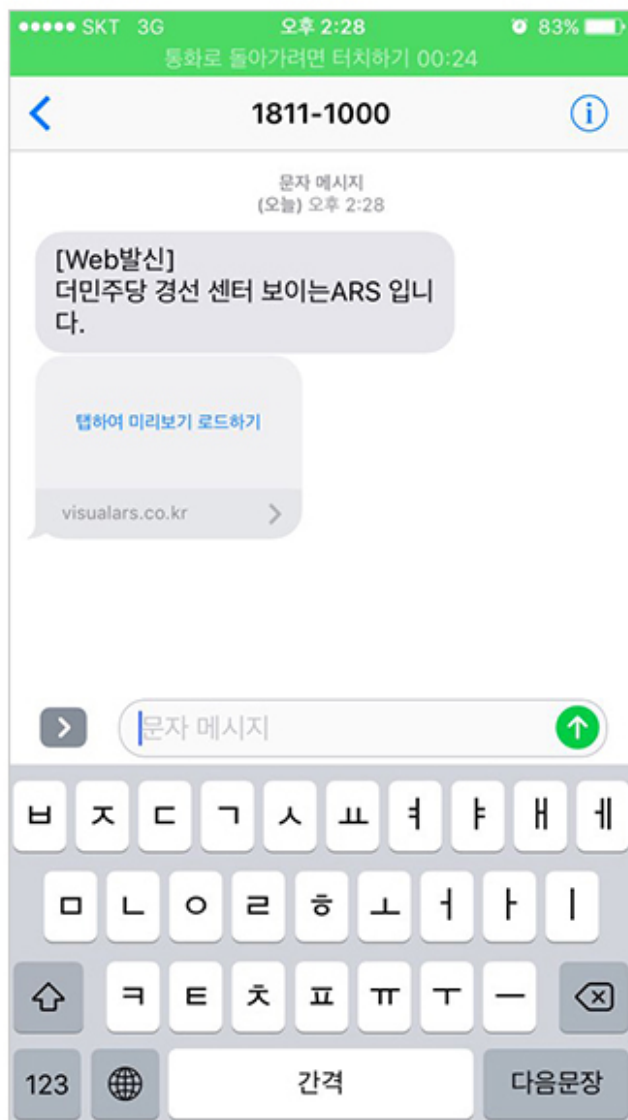 SKT 3G 오후 2:28 83%
통화로 돌아가려면 터치하기 00:24
1811-1000
문자 메시지
(오늘) 오후 2:28
[Web발신]
더민주당 경선 센터 보이는ARS 입니
다.
탭하여 미리보기 로드하기
visualars.co.kr
문자 메시지
ㅂ ㅈ ㄷ ㄱ ㅅ ㅛ ㅕ ㅑ ㅐ ㅔ
ㅁ ㄴ ㅇ ㄹ ㅎ ㅗ ㅓ ㅏ ㅣ
ㅋ ㅌ ㅊ ㅍ ㅠ ㅜ ㅡ
123 간격 다음문장